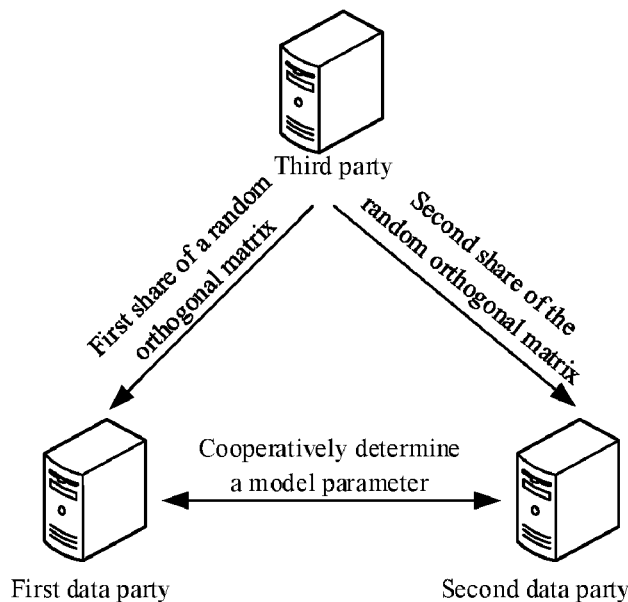 Third party
First share of a random
orthogonal matrix
Second share of the
random orthogonal matrix
Cooperatively determine
a model parameter
First data party
Second data party